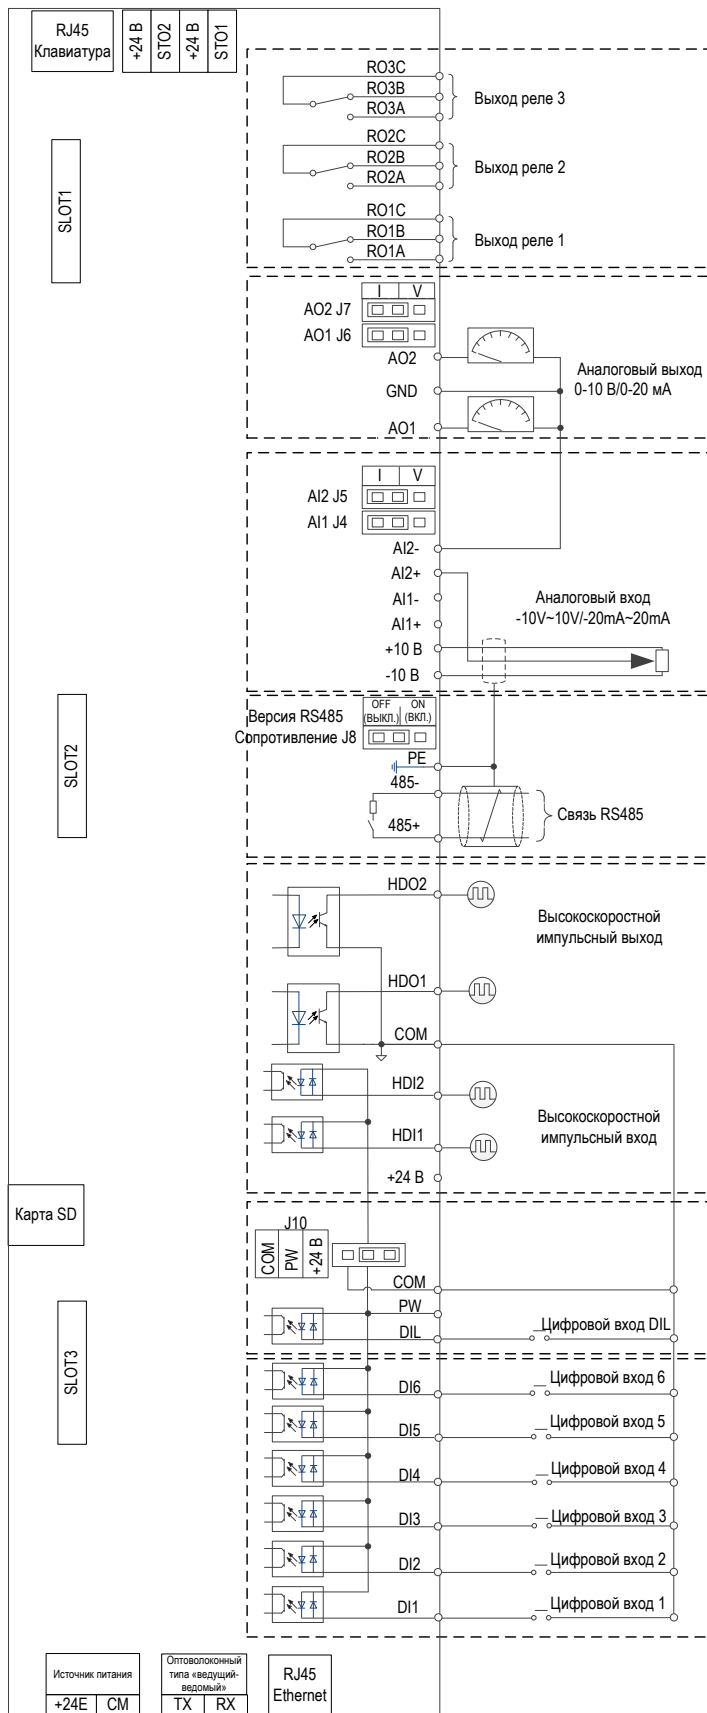 RJ45
Клавиатура
+24 В
STO2
+24 В
STO1
RO3C
RO3B
RO3A
Выход реле 3
RO2C
RO2B
RO2A
Выход реле 2
SLOT1
RO1C
RO1B
RO1A
Выход реле 1
I V
AO2 J7
AO1 J6
AO2
GND
AO1
Аналоговый выход
0-10 В/0-20 мА
I V
AI2 J5
AI1 J4
AI2-
AI2+
AI1-
AI1+
+10 В
-10 В
Аналоговый вход
-10V~10V/-20mA~20mA
SLOT2
Версия RS485
Сопротивление J8
OFF
(ВЫКЛ.)
ON
(ВКЛ.)
PE
485-
485+
Связь RS485
HDO2
Высокоскоростной
импульсный выход
HDO1
COM
HDI2
HDI1
Высокоскоростной
импульсный вход
+24 В
Карта SD
J10
COM
PW
+24 В
COM
PW
DIL
Цифровой вход DIL
SLOT3
DI6
Цифровой вход 6
DI5
Цифровой вход 5
DI4
Цифровой вход 4
DI3
Цифровой вход 3
DI2
Цифровой вход 2
DI1
Цифровой вход 1
Источник питания
+24E CM
Оптоволоконный
типа «ведущий-
ведомый»
TX RX
RJ45
Ethernet